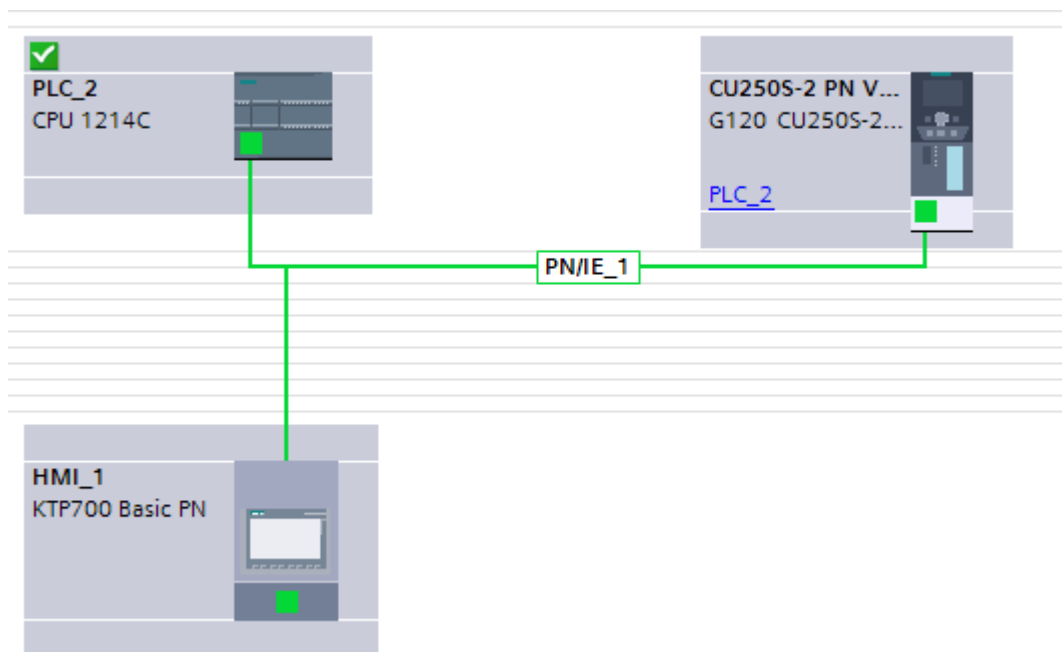 PLC_2
CPU 1214C
CU250S-2 PN V...
G120 CU250S-2...
PLC_2
PN/IE_1
HMI_1
KTP700 Basic PN